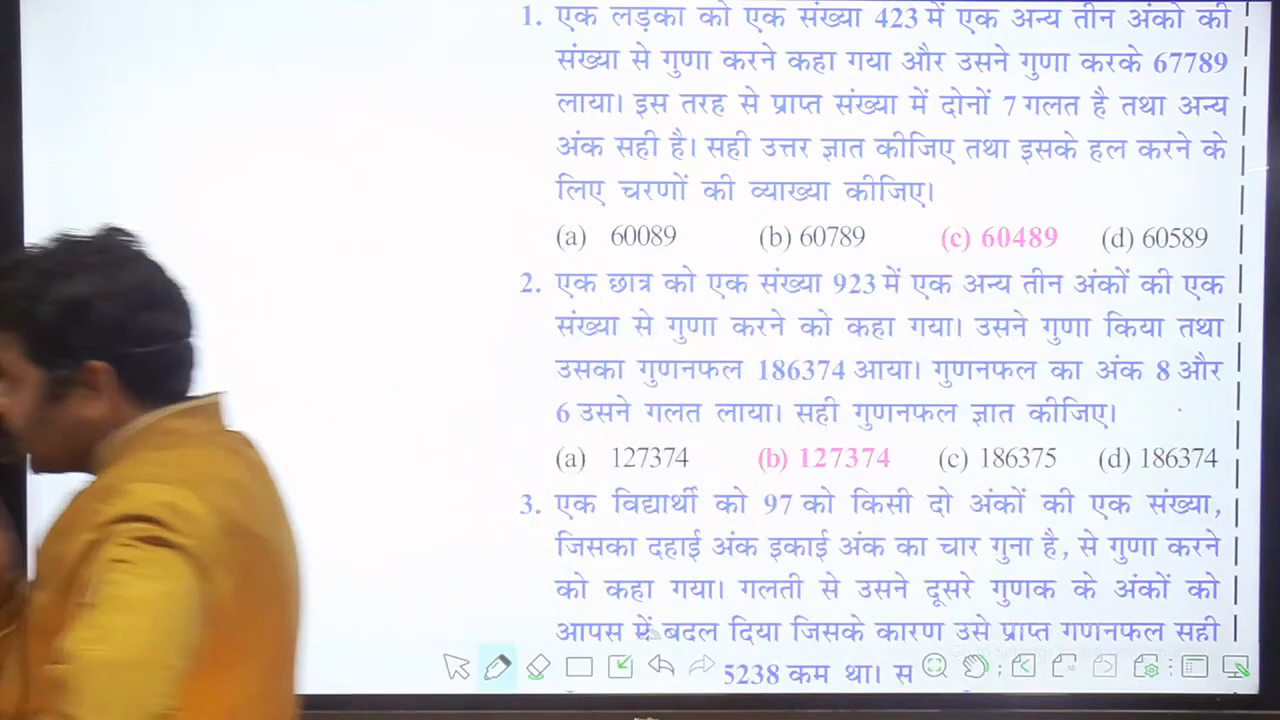 1. एक लड़का को एक संख्या 423 में एक अन्य तीन अंको की
संख्या से गुणा करने कहा गया और उसने गुणा करके 67789
लाया। इस तरह से प्राप्त संख्या में दोनों 7 गलत है तथा अन्य
अंक सही है। सही उत्तर ज्ञात कीजिए तथा इसके हल करने के
लिए चरणों की व्याख्या कीजिए।
(a) 60089 (b) 60789 (c) 60489 (d) 60589
2. एक छात्र को एक संख्या 923 में एक अन्य तीन अंकों की एक
संख्या से गुणा करने को कहा गया। उसने गुणा किया तथा
उसका गुणनफल 186374 आया। गुणनफल का अंक 8 और
6 उसने गलत लाया। सही गुणनफल ज्ञात कीजिए।
(a) 127374 (b) 127374 (c) 186375 (d) 186374
3. एक विद्यार्थी को 97 को किसी दो अंकों की एक संख्या,
जिसका दहाई अंक इकाई अंक का चार गुना है, से गुणा करने
को कहा गया। गलती से उसने दूसरे गुणक के अंकों को
आपस में बदल दिया जिसके कारण उसे प्राप्त गणनफल सही
5238 कम था। स